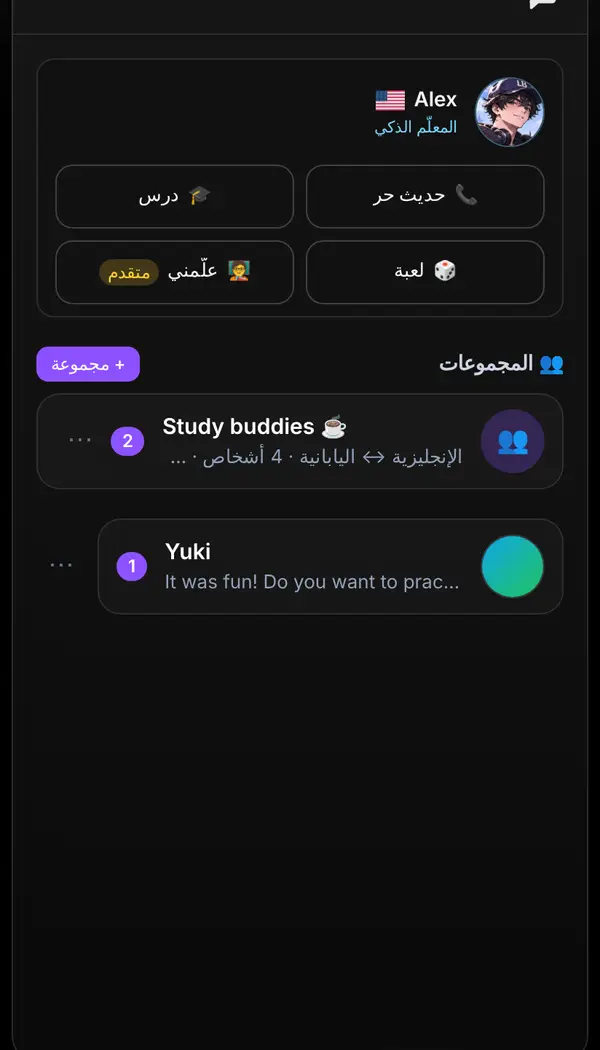 Alex 🇺🇸
المعلّم الذكي
📞 حديث حر
🎓 درس
🎲 لعبة
🧑‍🏫 علّمني متقدم
👥 المجموعات
+ مجموعة
Study buddies ☕
2
الإنجليزية ↔ اليابانية · 4 أشخاص · ...
Yuki
1
It was fun! Do you want to prac...